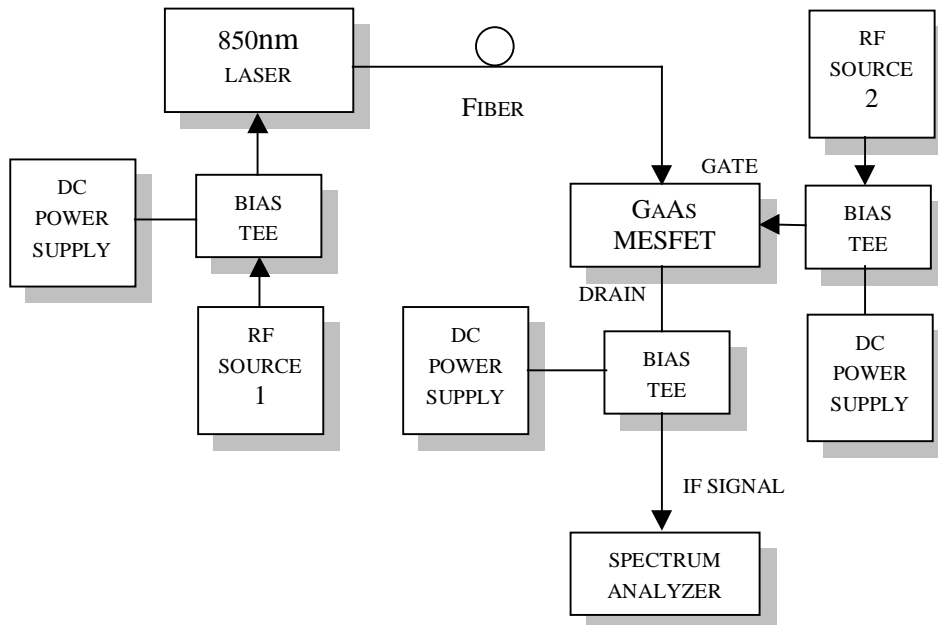 850nm
LASER
FIBER
RF
SOURCE
2
GATE
DC
POWER
SUPPLY
BIAS
TEE
GAAS
MESFET
BIAS
TEE
DRAIN
RF
SOURCE
1
DC
POWER
SUPPLY
BIAS
TEE
DC
POWER
SUPPLY
IF SIGNAL
SPECTRUM
ANALYZER